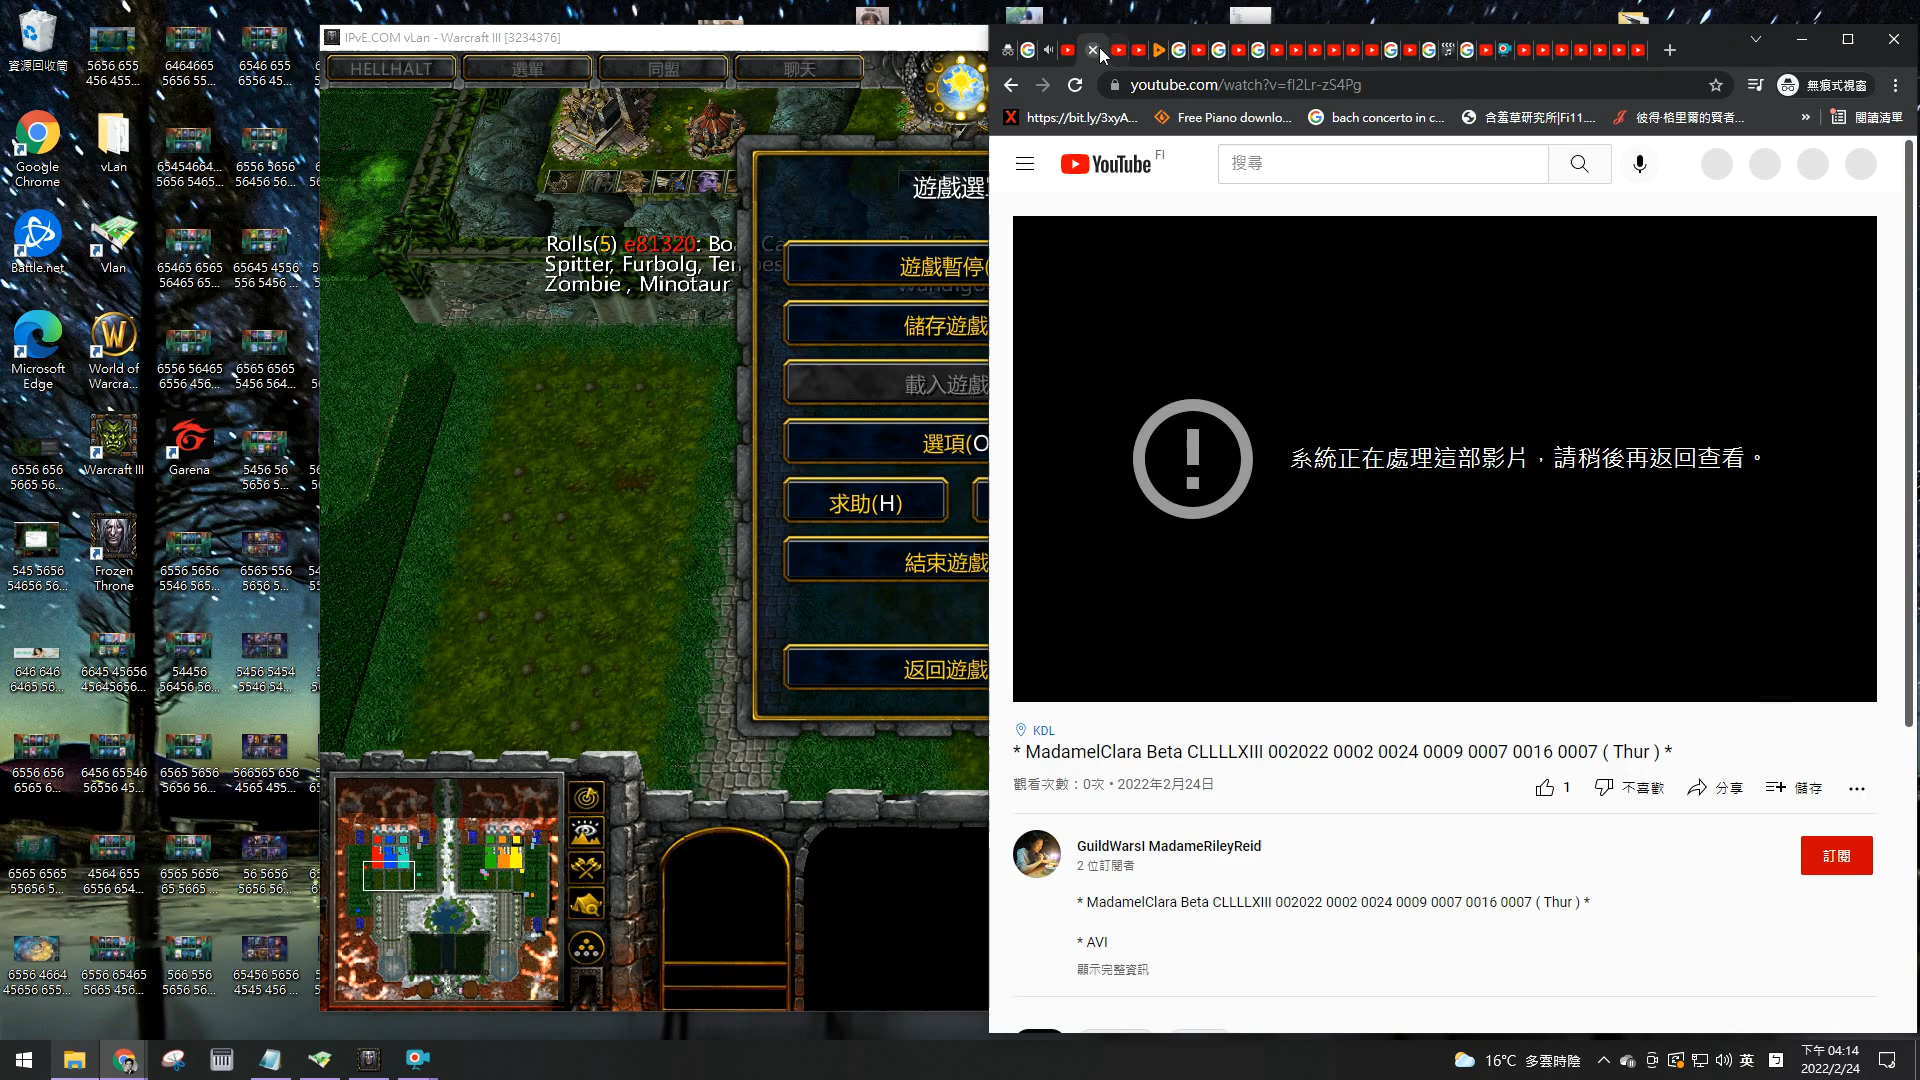 資源回收筒
5656 655
456 455...
6464665
5656 55...
6546 655
6556 45...
Google
Chrome
vLan
65454664...
5656 5465...
6556 5656
56456 56...
Battle.net
Vlan
65465 6565
56465 65...
65645 4556
556 5456 ...
Microsoft
Edge
World of
Warcra...
6556 56465
6556 456...
6565 6565
5456 564...
6556 656
5665 56...
Warcraft III
Garena
5456 56
5656 5...
545 5656
54656 56...
Frozen
Throne
6556 5656
5546 565...
6565 556
5656 5...
646 646
6465 56...
6645 45656
45645656...
54456
56456 56...
5456 5454
5546 54...
6556 656
6565 6...
6456 65546
56556 45...
6565 5656
5656 56...
566565 656
4565 455...
6565 6565
55656 5...
4564 655
6556 654...
6565 5656
65 5665 ...
56 5656
5656 56...
6556 4664
45656 655...
6556 65465
5665 456...
566 556
5656 56...
65456 5656
4545 456 ...
IPvE.COM vLan - Warcraft III [3234376]
HELLHALT
選單
同盟
聊天
Rolls(5) e81320: Bo
Spitter, Furbolg, Ter
Zombie , Minotaur
遊戲選
遊戲暫停(
儲存遊戲
載入遊戲
選項(O
求助(H)
結束遊戲
返回遊戲
youtube.com/watch?v=fI2Lr-zS4Pg
無痕式視窗
https://bit.ly/3xyA...
Free Piano downlo...
bach concerto in c...
含羞草研究所|Fi11....
彼得·格里爾的賢者...
»
閱讀清單
YouTube FI
搜尋
系統正在處理這部影片，請稍後再返回查看。
KDL
* MadamelClara Beta CLLLLXIII 002022 0002 0024 0009 0007 0016 0007 ( Thur ) *
觀看次數：0次 • 2022年2月24日
1
不喜歡
分享
儲存
GuildWarsI MadameRileyReid
2 位訂閱者
訂閱
* MadamelClara Beta CLLLLXIII 002022 0002 0024 0009 0007 0016 0007 ( Thur ) *
* AVI
顯示完整資訊
16°C 多雲時陰
英
下午 04:14
2022/2/24